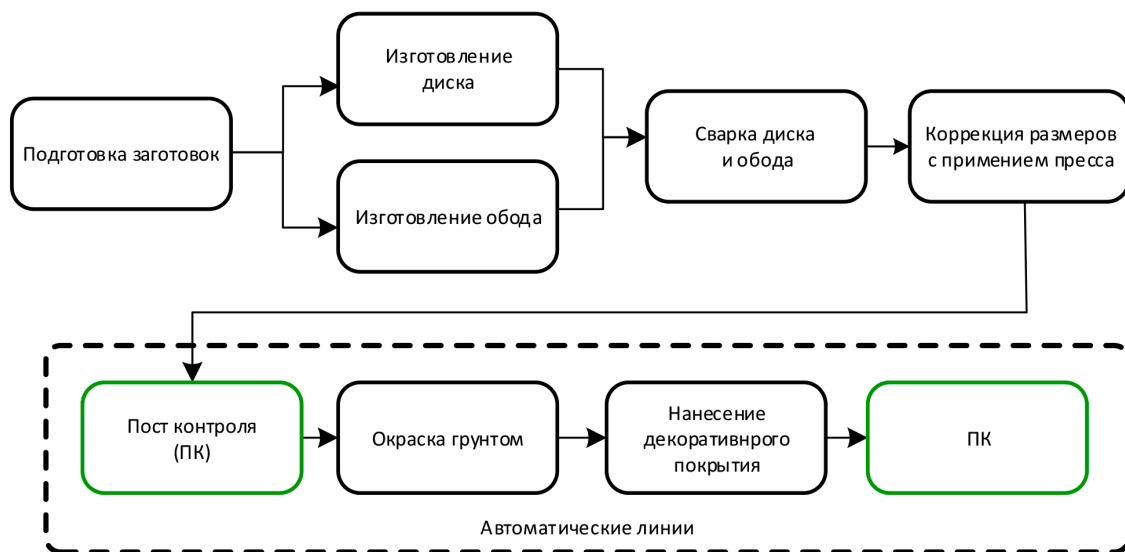 Изготовление
диска
Подготовка заготовок
Изготовление обода
Сварка диска
и обода
Коррекция размеров
с примением пресса
Пост контроля
(ПК)
Окраска грунтом
Нанесение
декоративнрого
покрытия
ПК
Автоматические линии